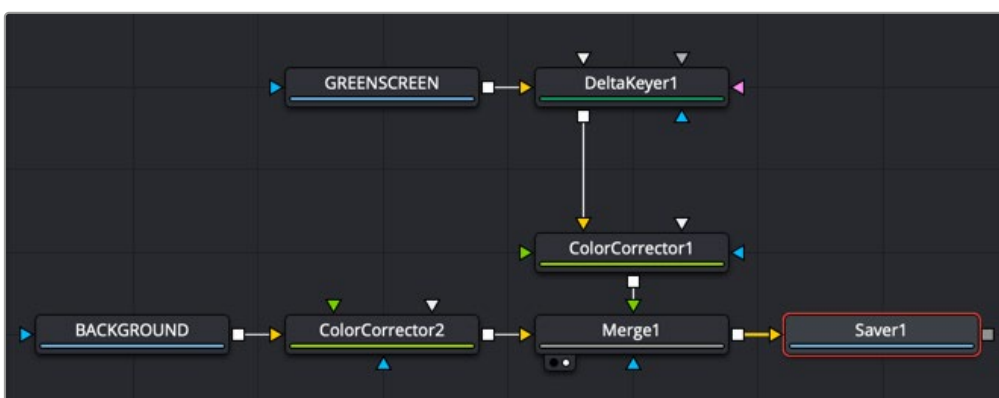 GREENSCREEN
DeltaKeyer1
ColorCorrector1
BACKGROUND
ColorCorrector2
Merge1
Saver1